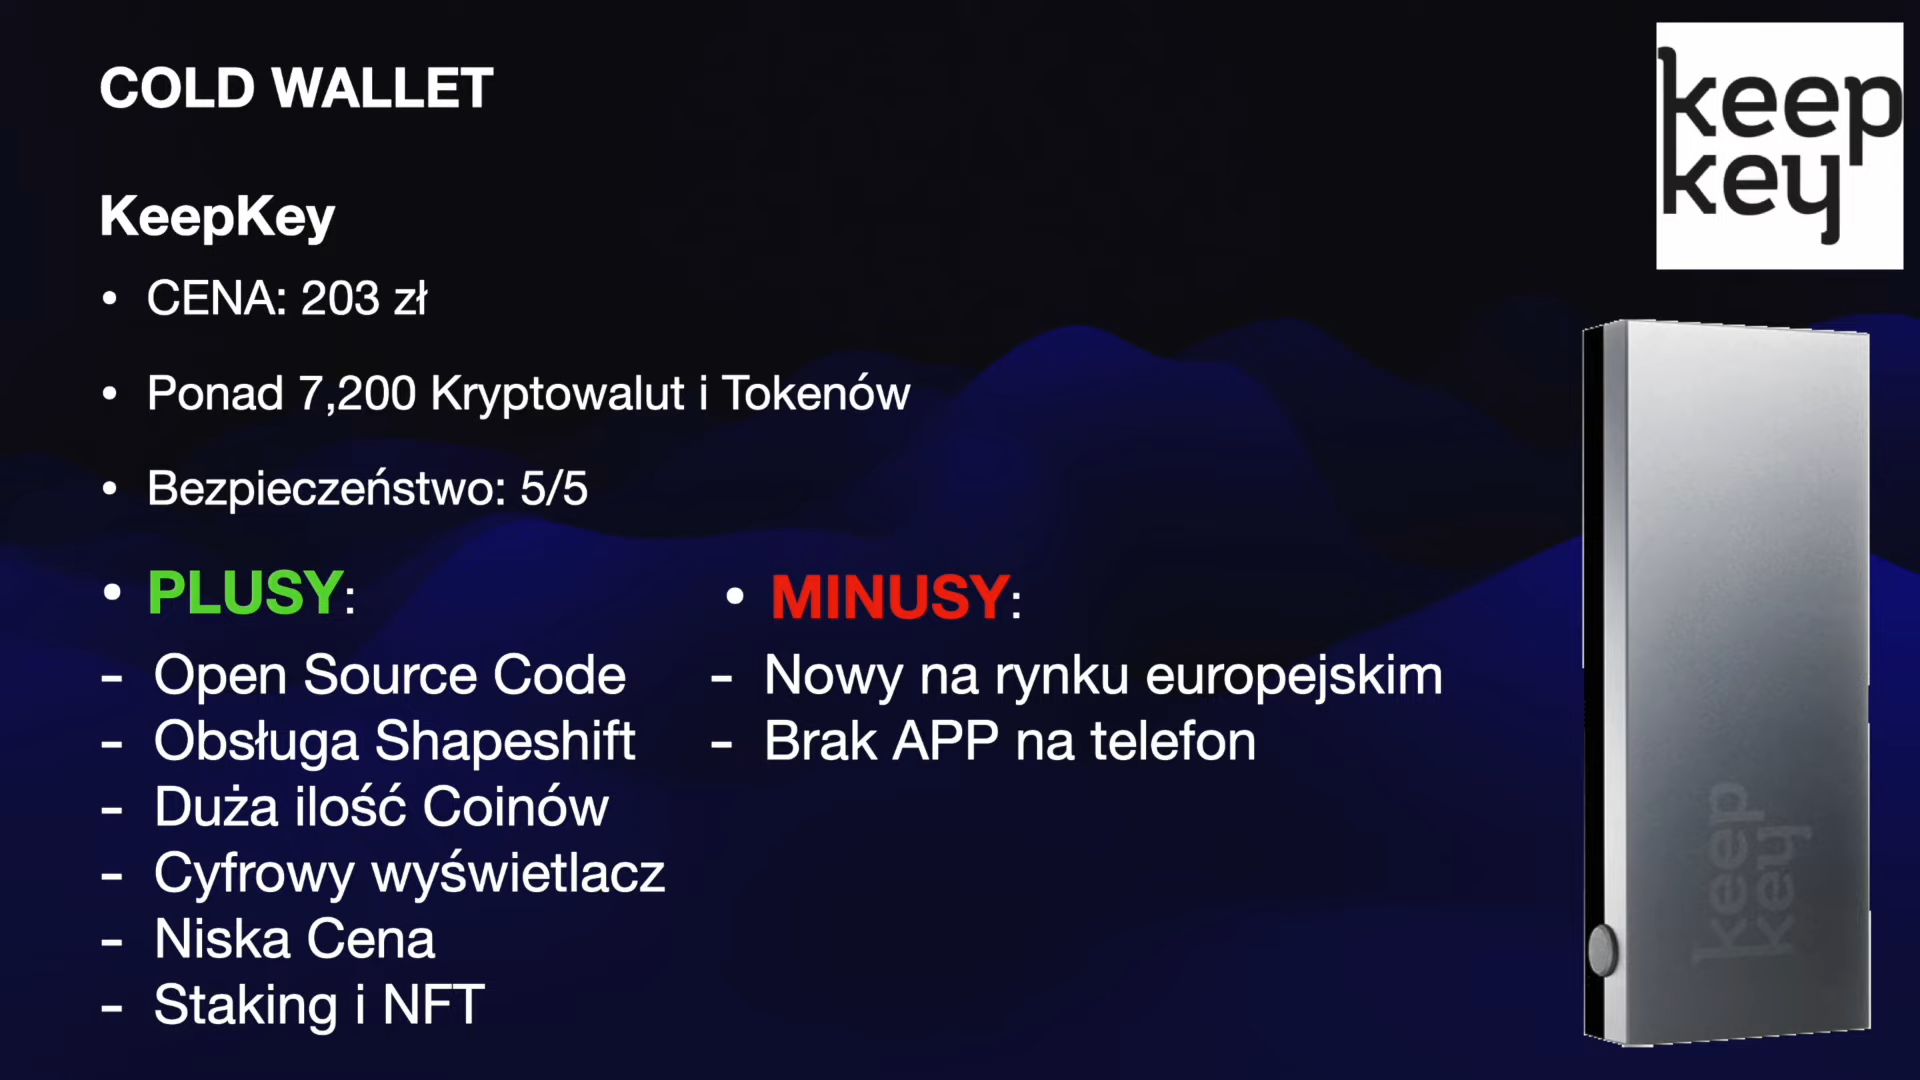 COLD WALLET
keep
key
KeepKey
• CENA: 203 zł
• Ponad 7,200 Kryptowalut i Tokenów
• Bezpieczeństwo: 5/5
• PLUSY:
- Open Source Code
- Obsługa Shapeshift
- Duża ilość Coinów
- Cyfrowy wyświetlacz
- Niska Cena
- Staking i NFT
• MINUSY:
- Nowy na rynku europejskim
- Brak APP na telefon
keep
key